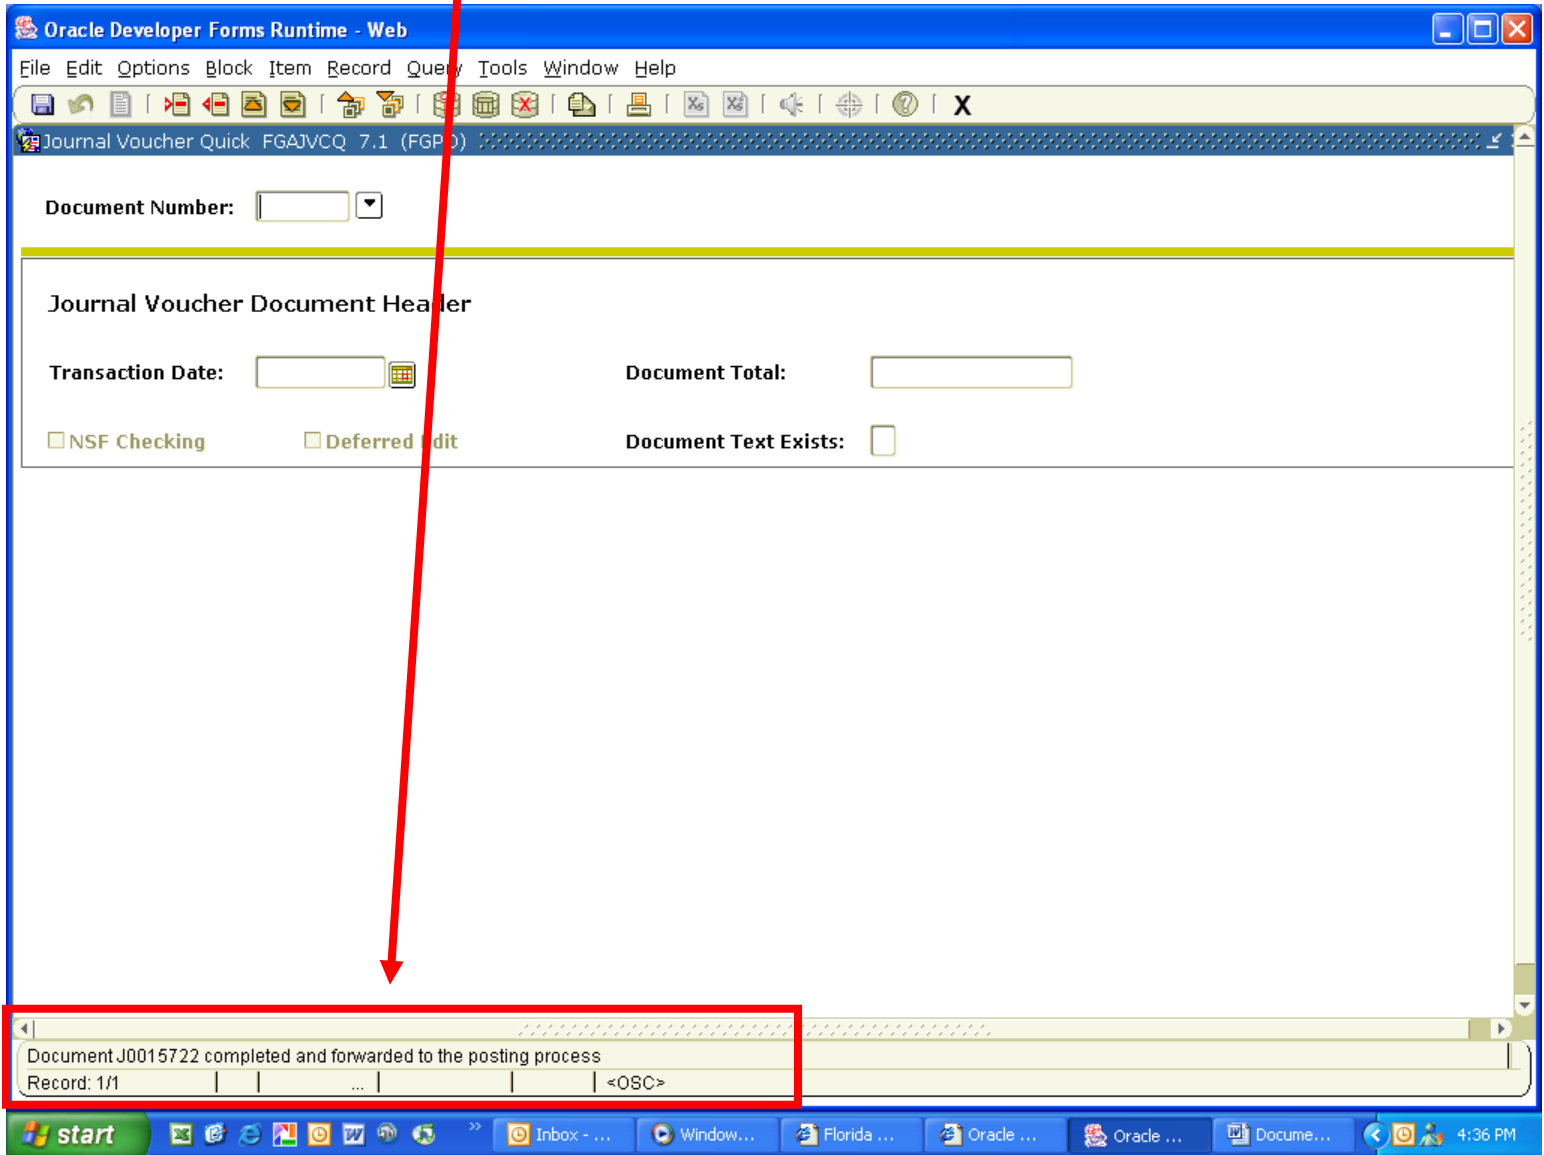 Oracle Developer Forms Runtime - Web
File Edit Options Block Item Record Query Tools Window Help
X
Journal Voucher Quick FGAJVCQ 7.1 (FGPD)
Document Number:
Journal Voucher Document Header
Transaction Date:
Document Total:
NSF Checking
Deferred Edit
Document Text Exists:
Document J0015722 completed and forwarded to the posting process
Record: 1/1 ... <OSC>
start
Inbox - ...
Window...
Florida ...
Oracle ...
Oracle ...
Docume...
4:36 PM